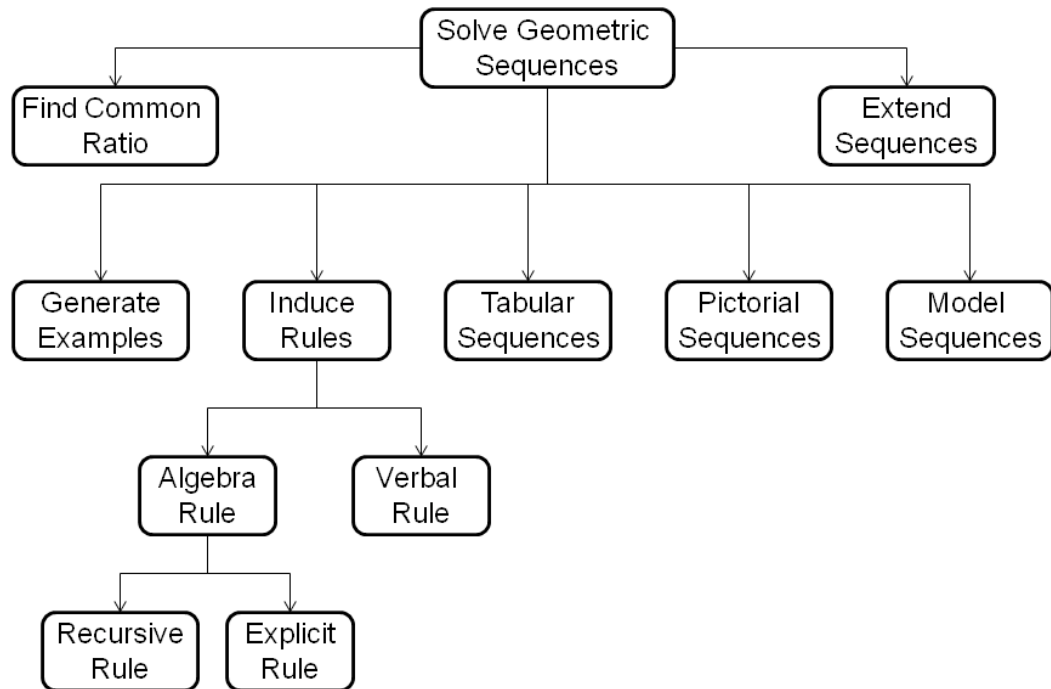 Solve Geometric
Sequences
Find Common
Ratio
Extend
Sequences
Generate
Examples
Induce
Rules
Tabular
Sequences
Pictorial
Sequences
Model
Sequences
Algebra
Rule
Verbal
Rule
Recursive
Rule
Explicit
Rule